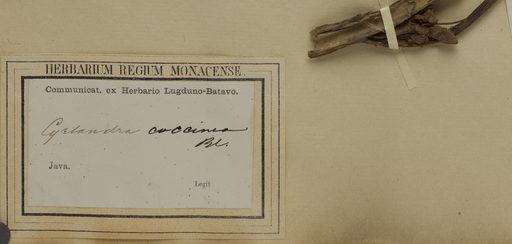 HERBARIUM REGIUM MONACENSE.
Communicat. ex Herbario Lugduno-Batavo.
Cyrtandra coccinea
Bl.
Java.
Legit